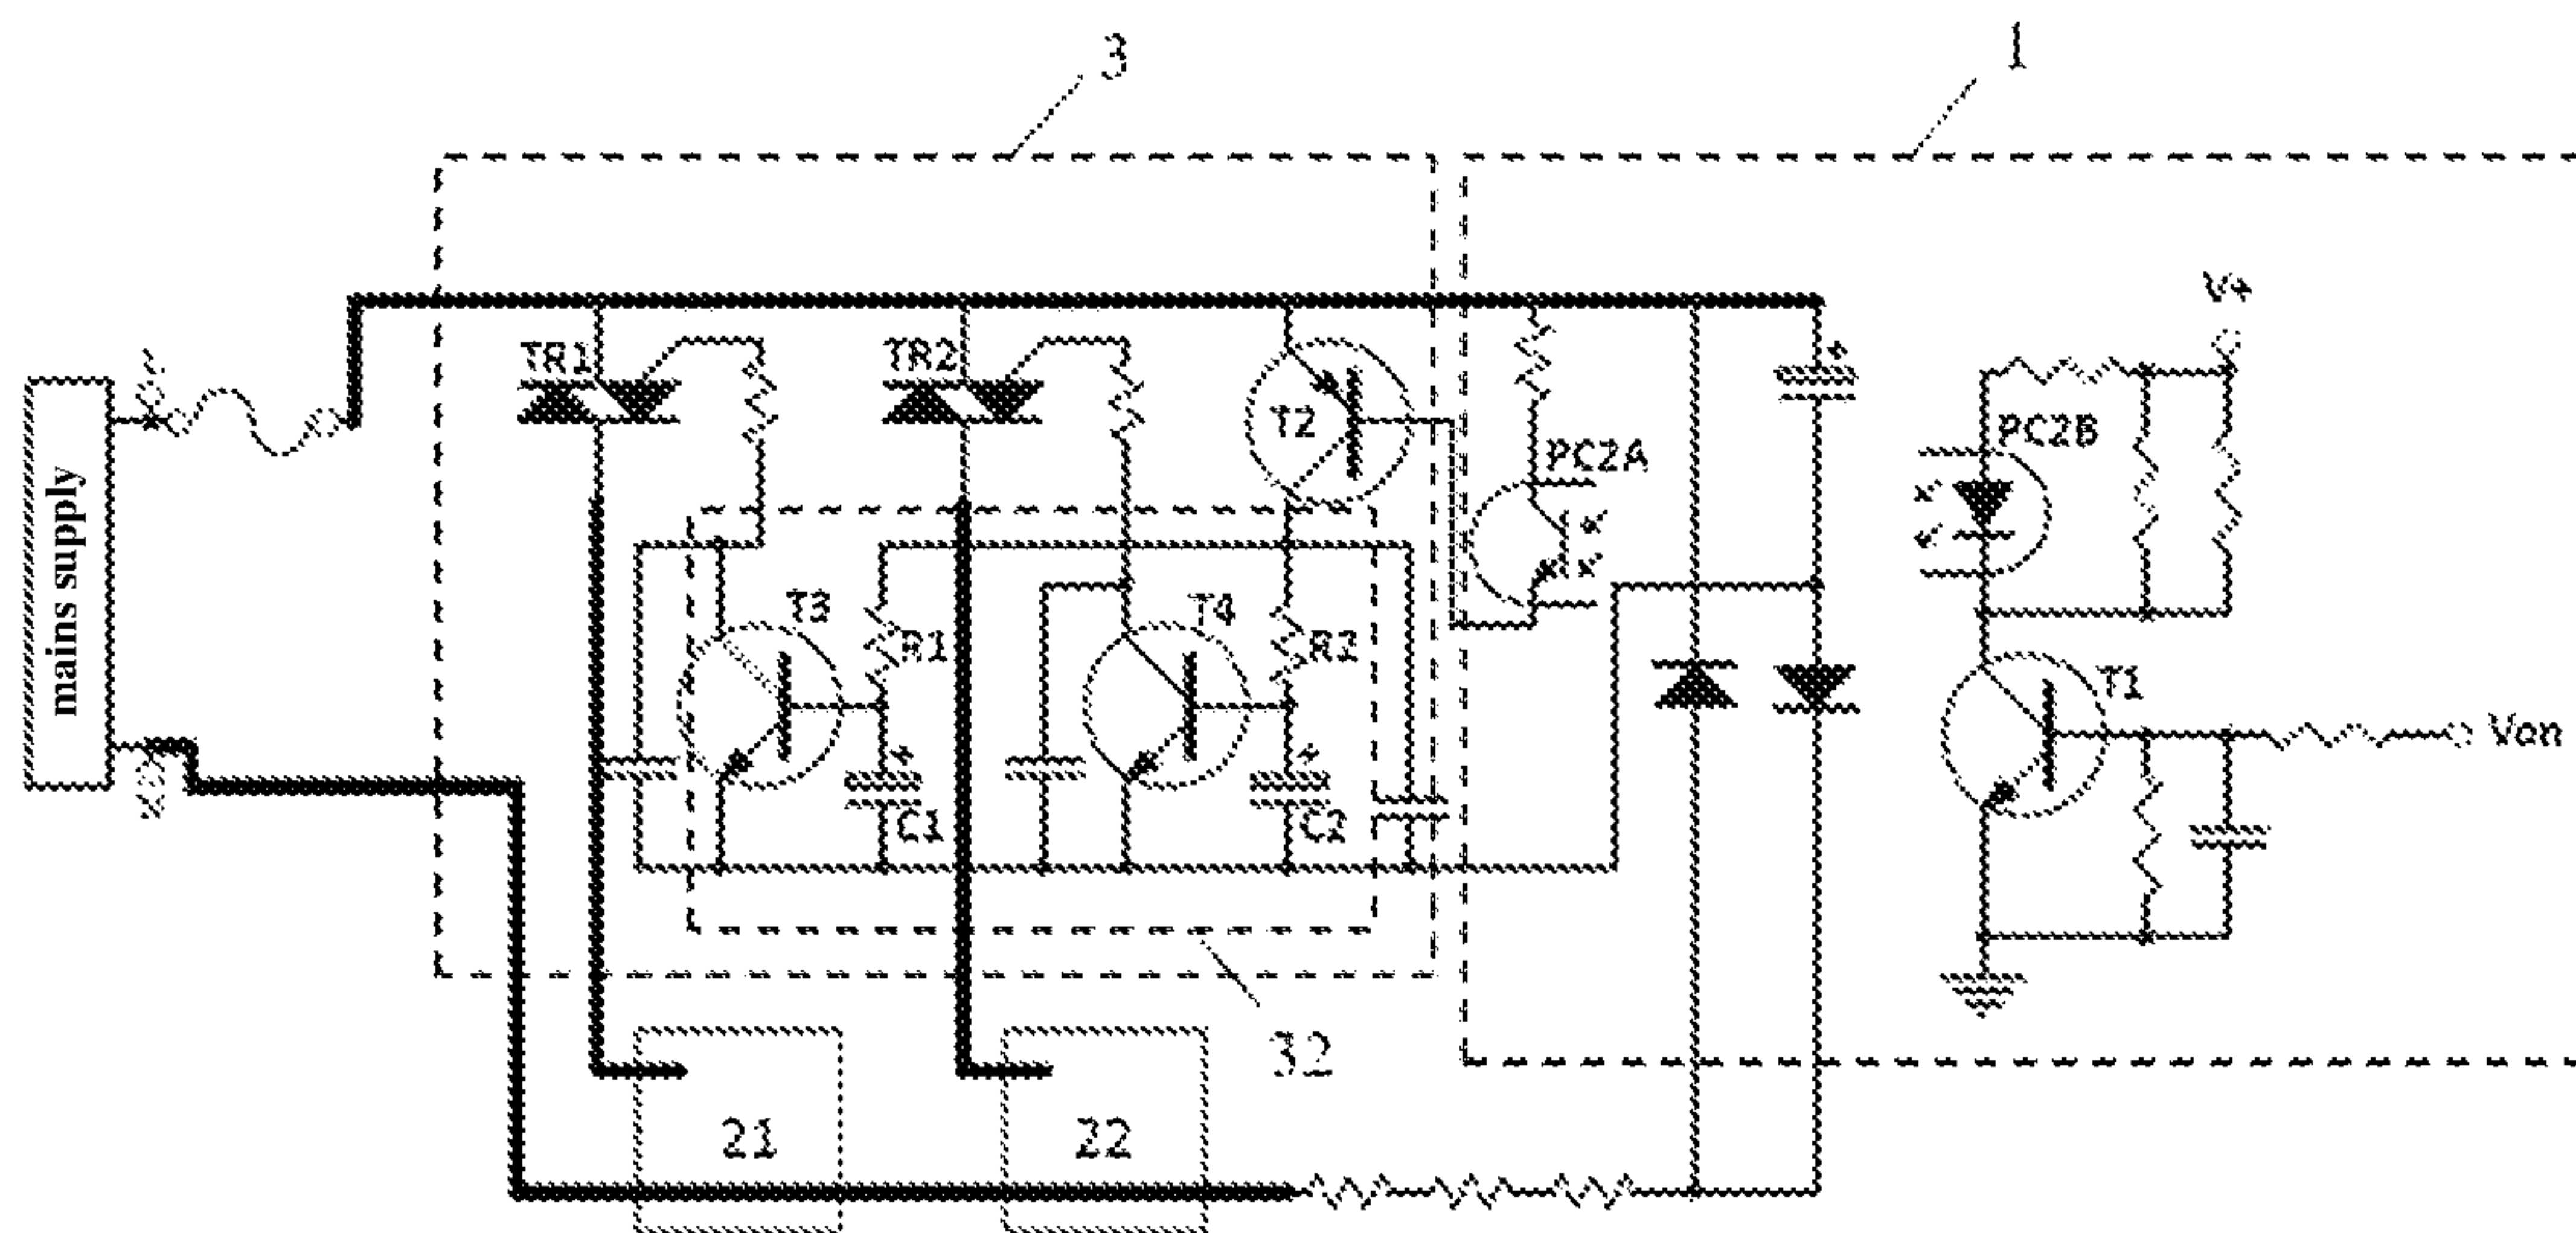 3
1
V+
TR1
TR2
T2
PC2A
PC2B
mains supply
T3
R1
T4
R2
T1
Von
C1
C2
32
21
22